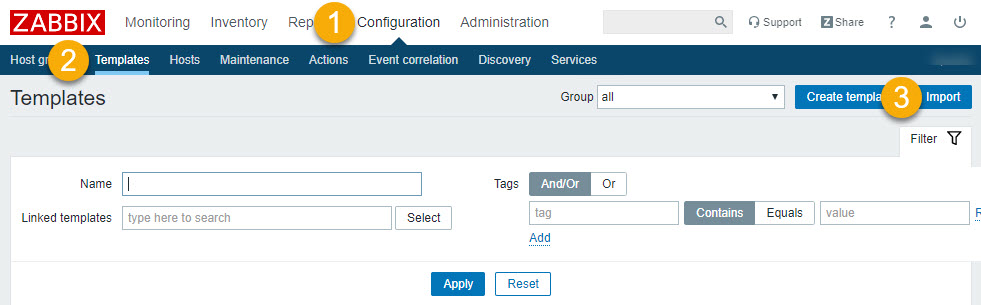 ZABBIX Monitoring Inventory Rep 1 Configuration Administration Support Z Share ?
Host gr 2 Templates Hosts Maintenance Actions Event correlation Discovery Services
Templates Group all Create templa 3 Import
Filter
Name Tags And/Or Or
Linked templates type here to search Select tag Contains Equals value R
Add
Apply Reset